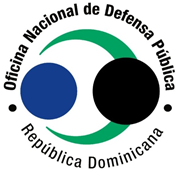 Oficina Nacional de Defensa Pública
República Dominicana